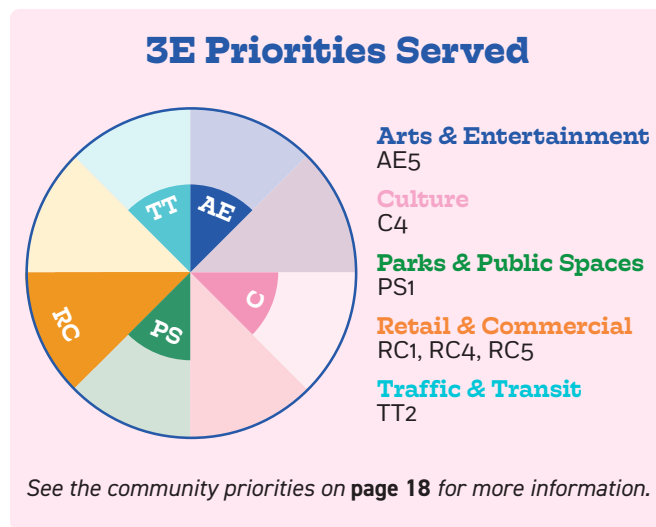 3E Priorities Served
TT
AE
C
PS
RC
Arts & Entertainment
AE5
Culture
C4
Parks & Public Spaces
PS1
Retail & Commercial
RC1, RC4, RC5
Traffic & Transit
TT2
See the community priorities on page 18 for more information.